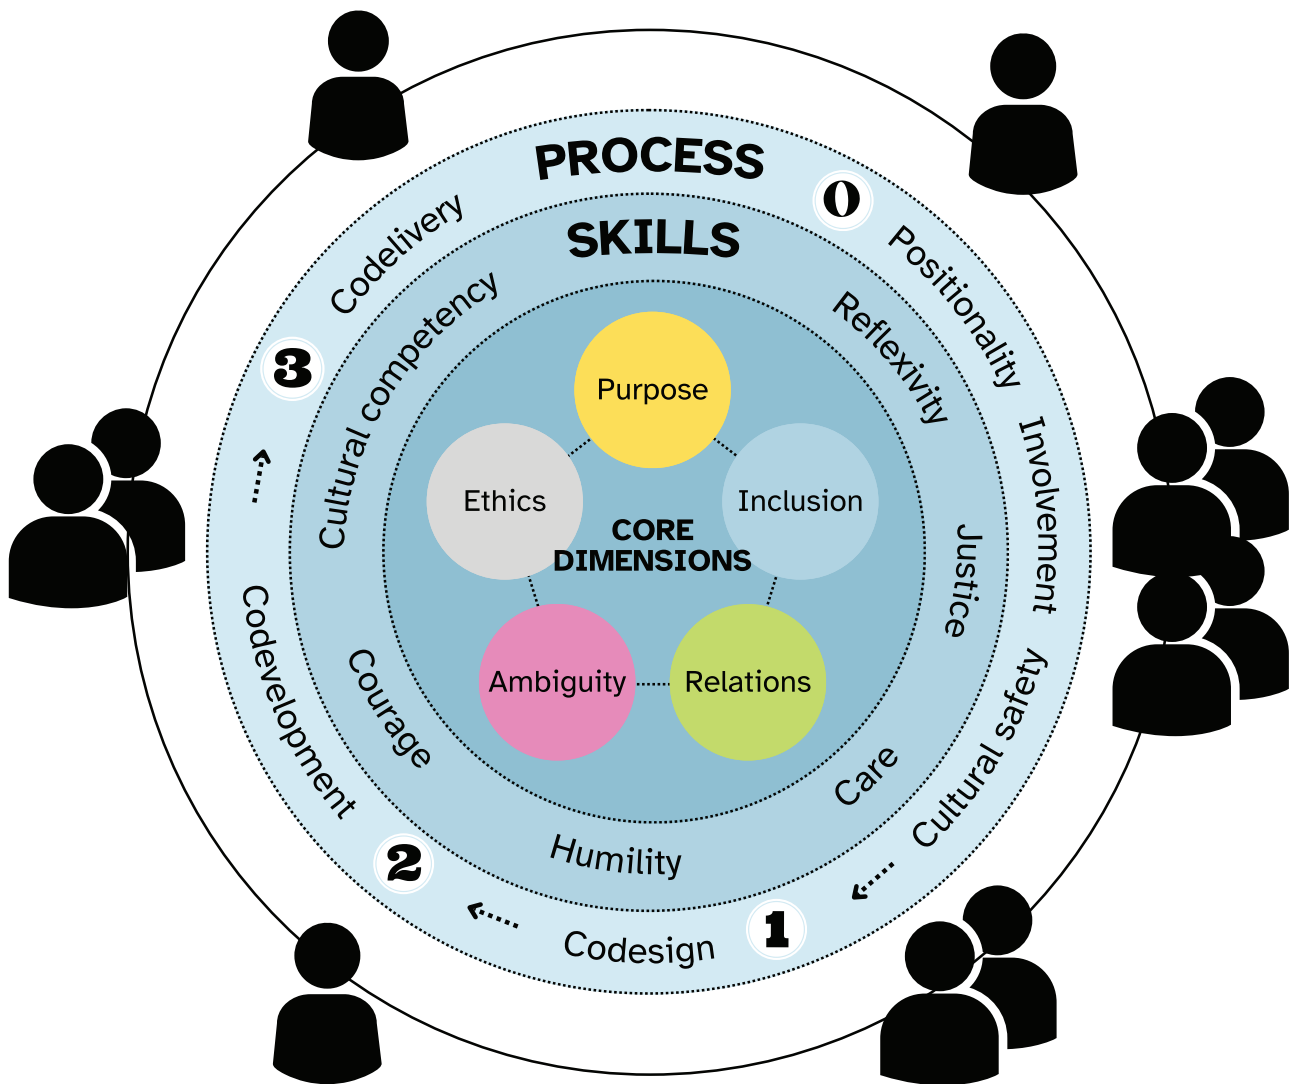 PROCESS
0
Positionality
Involvement
Cultural safety
1
Codesign
2
Codevelopment
3
Codelivery
SKILLS
Reflexivity
Justice
Care
Humility
Courage
Cultural competency
CORE
DIMENSIONS
Purpose
Inclusion
Relations
Ambiguity
Ethics